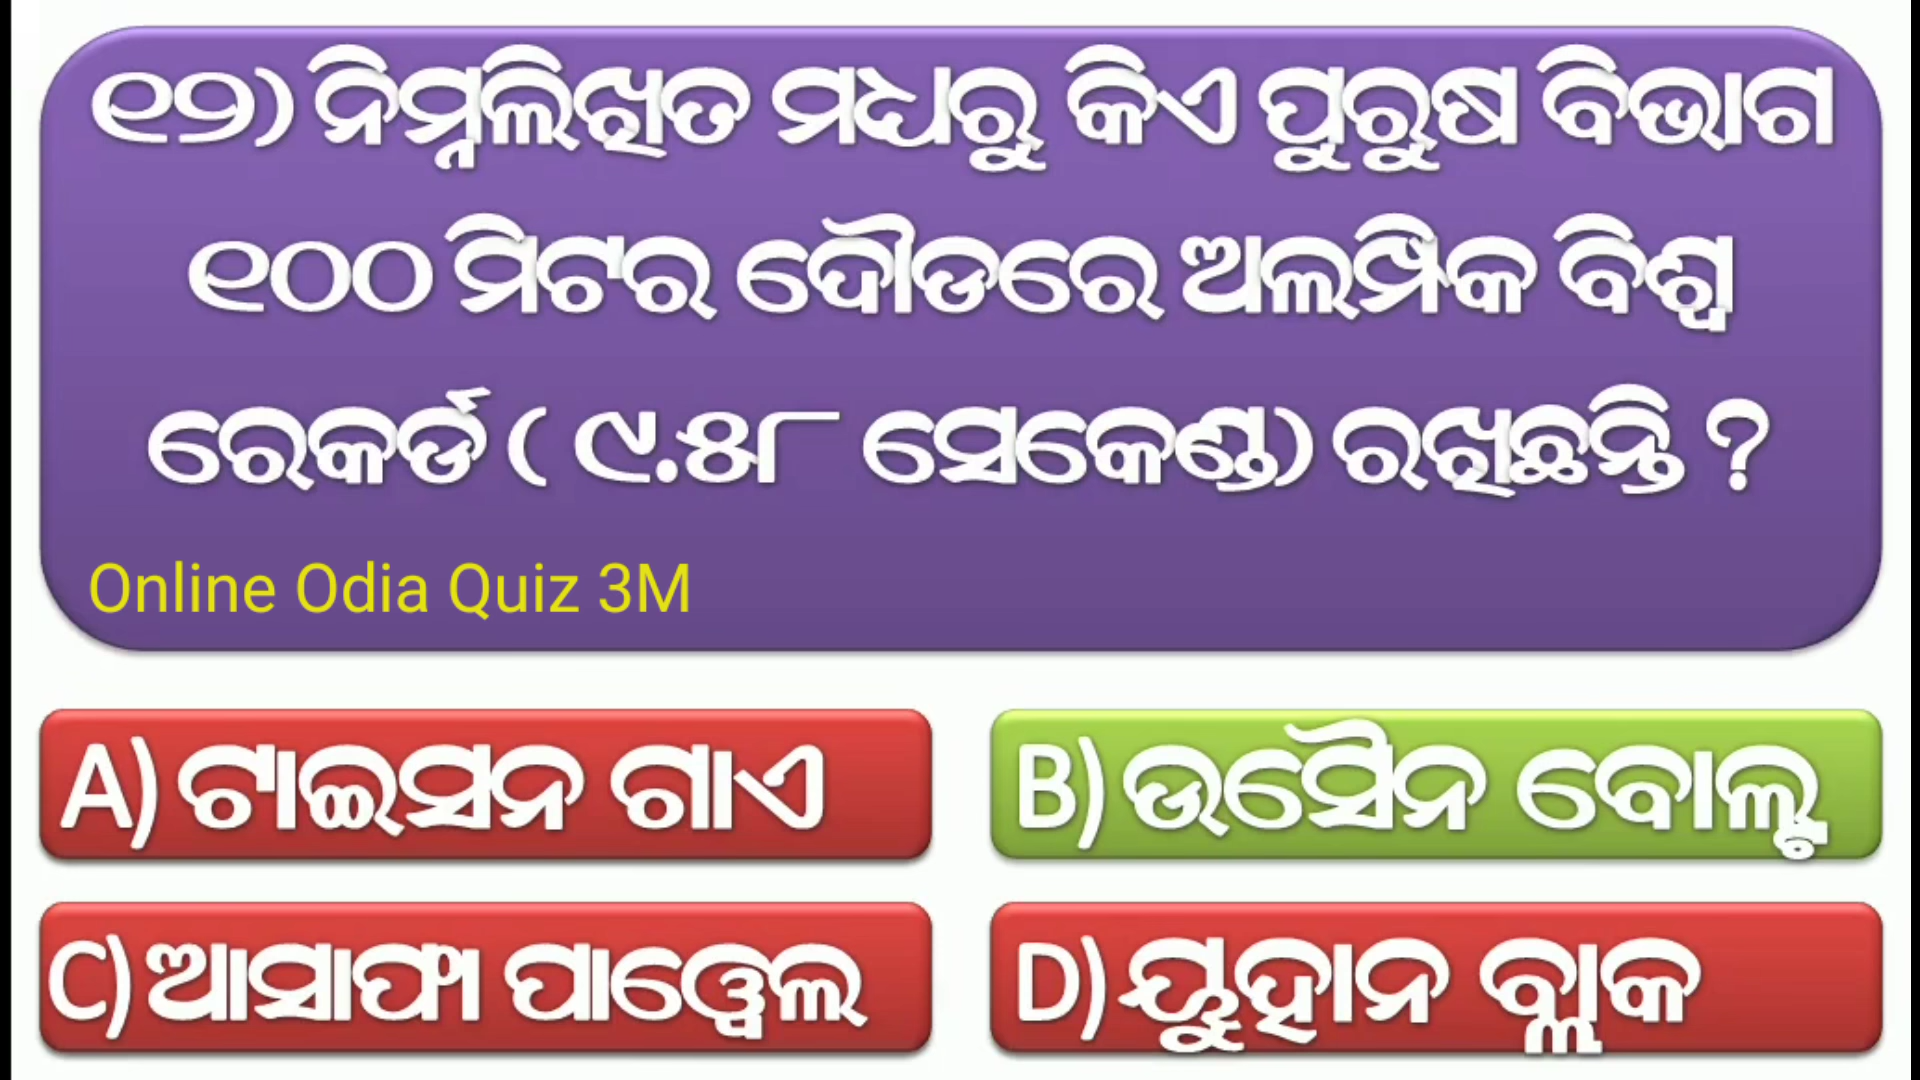 ୧୨) ନିମ୍ନଲିଖିତ ମଧ୍ୟରୁ କିଏ ପୁରୁଷ ବିଭାଗ
୧୦୦ ମିଟର ଦୌଡରେ ଅଲମ୍ପିକ ବିଶ୍ୱ
ରେକର୍ଡ ( ୯.୫୮ ସେକେଣ୍ଡ) ରଖିଛନ୍ତି ?
Online Odia Quiz 3M
A) ଟାଇସନ ଗାଏ
B) ଉସୈନ ବୋଲ୍ଟ
C) ଆସାଫା ପାୱେଲ
D) ୟୁହାନ ବ୍ଲାକ